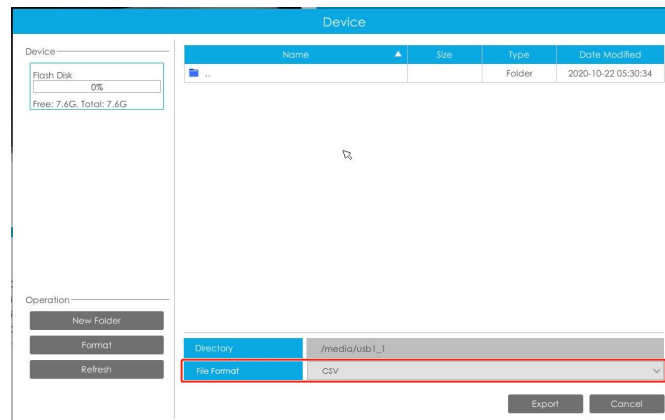 Device
Device
Flash Disk
0%
Free: 7.6G, Total: 7.6G
Name Size Type Date Modified
.. Folder 2020-10-22 05:30:34
Operation
New Folder
Format
Refresh
Directory /media/usb1_1
File Format CSV
Export Cancel